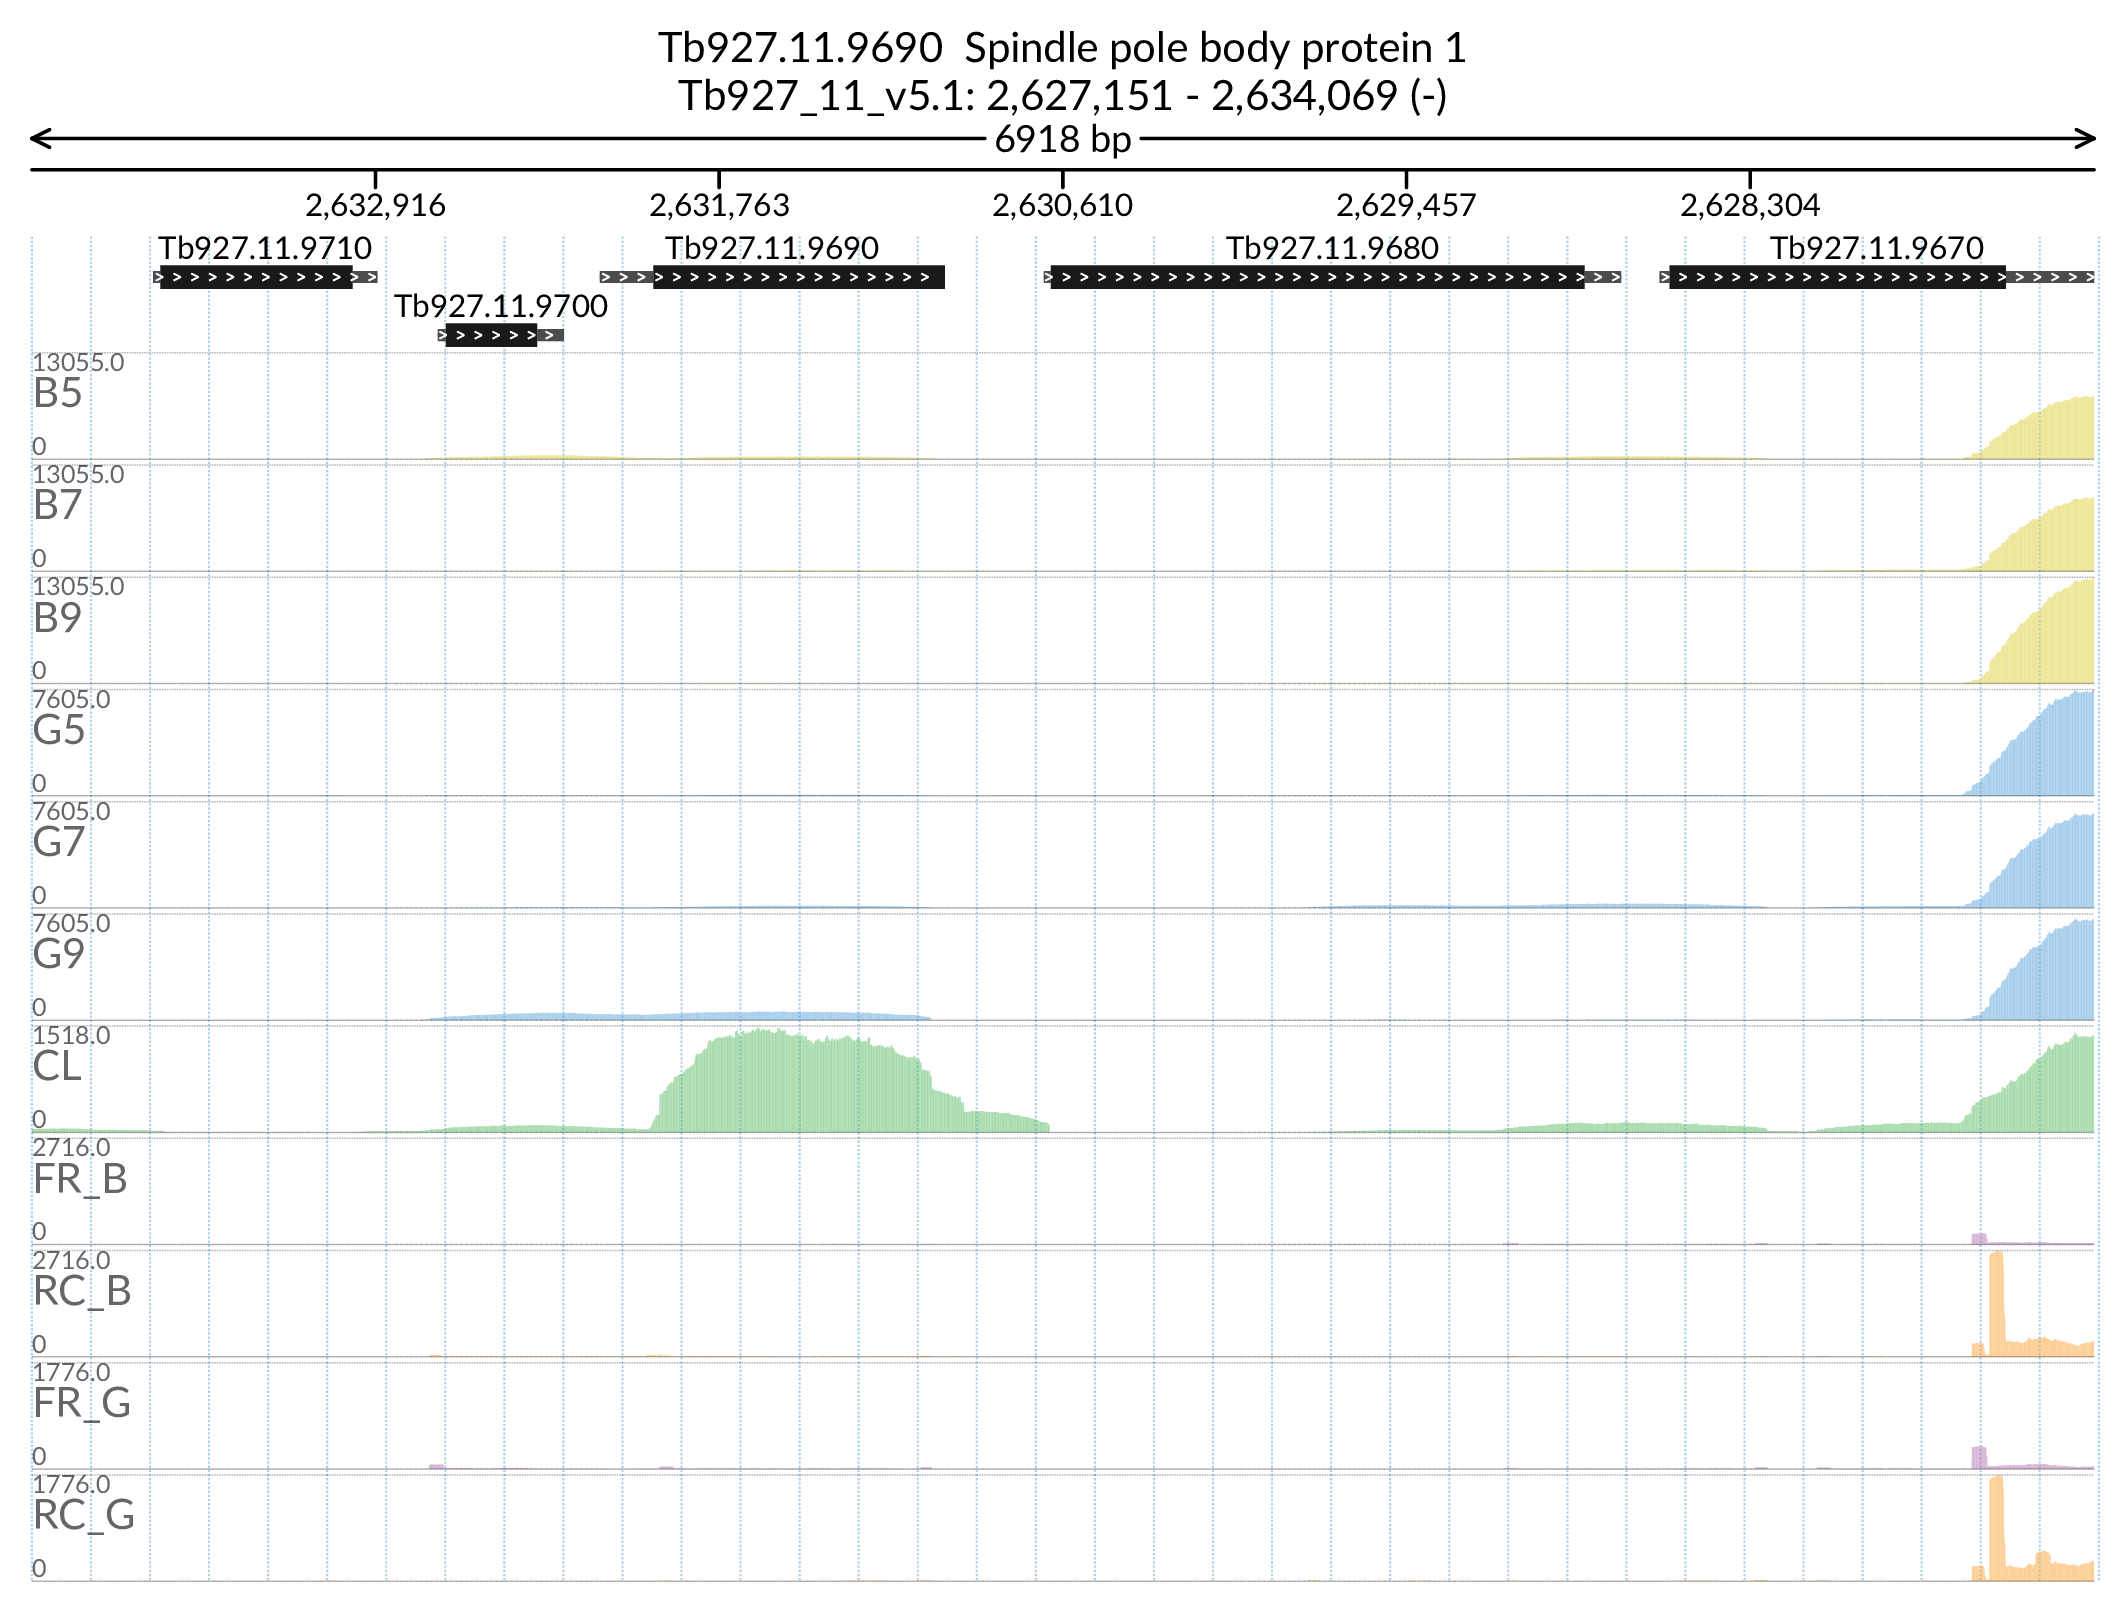 Tb927.11.9690  Spindle pole body protein 1
Tb927_11_v5.1: 2,627,151 - 2,634,069 (-)
6918 bp
2,632,916 2,631,763 2,630,610 2,629,457 2,628,304
Tb927.11.9710 Tb927.11.9690 Tb927.11.9680 Tb927.11.9670
Tb927.11.9700
13055.0
B5
0
13055.0
B7
0
13055.0
B9
0
7605.0
G5
0
7605.0
G7
0
7605.0
G9
0
1518.0
CL
0
2716.0
FR_B
0
2716.0
RC_B
0
1776.0
FR_G
0
1776.0
RC_G
0